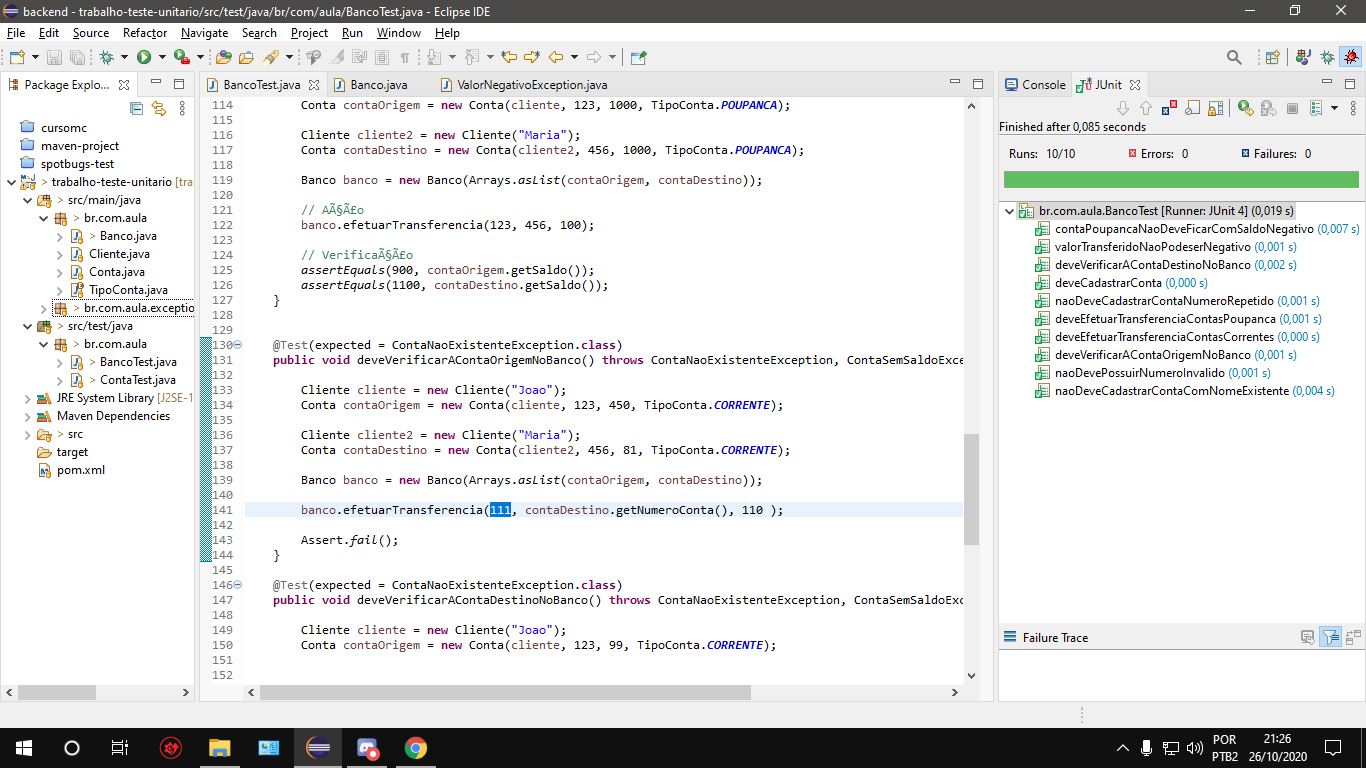 backend - trabalho-teste-unitario/src/test/java/br/com/aula/BancoTest.java - Eclipse IDE
File Edit Source Refactor Navigate Search Project Run Window Help
Package Explo...
cursomc
maven-project
spotbugs-test
> trabalho-teste-unitario [tra
> src/main/java
> br.com.aula
> Banco.java
Cliente.java
Conta.java
TipoConta.java
> br.com.aula.exceptio
> src/test/java
> br.com.aula
> BancoTest.java
> ContaTest.java
JRE System Library [J2SE-1
Maven Dependencies
> src
target
pom.xml
BancoTest.java Banco.java ValorNegativoException.java
114 Conta contaOrigem = new Conta(cliente, 123, 1000, TipoConta.POUPANCA);
115
116 Cliente cliente2 = new Cliente("Maria");
117 Conta contaDestino = new Conta(cliente2, 456, 1000, TipoConta.POUPANCA);
118
119 Banco banco = new Banco(Arrays.asList(contaOrigem, contaDestino));
120
121 // AÃ§Ã£o
122 banco.efetuarTransferencia(123, 456, 100);
123
124 // VerificaÃ§Ã£o
125 assertEquals(900, contaOrigem.getSaldo());
126 assertEquals(1100, contaDestino.getSaldo());
127 }
128
129
130 @Test(expected = ContaNaoExistenteException.class)
131 public void deveVerificarAContaOrigemNoBanco() throws ContaNaoExistenteException, ContaSemSaldoExce
132
133 Cliente cliente = new Cliente("Joao");
134 Conta contaOrigem = new Conta(cliente, 123, 450, TipoConta.CORRENTE);
135
136 Cliente cliente2 = new Cliente("Maria");
137 Conta contaDestino = new Conta(cliente2, 456, 81, TipoConta.CORRENTE);
138
139 Banco banco = new Banco(Arrays.asList(contaOrigem, contaDestino));
140
141 banco.efetuarTransferencia(111, contaDestino.getNumeroConta(), 110 );
142
143 Assert.fail();
144 }
145
146 @Test(expected = ContaNaoExistenteException.class)
147 public void deveVerificarAContaDestinoNoBanco() throws ContaNaoExistenteException, ContaSemSaldoExc
148
149 Cliente cliente = new Cliente("Joao");
150 Conta contaOrigem = new Conta(cliente, 123, 99, TipoConta.CORRENTE);
151
152
Console JUnit
Finished after 0,085 seconds
Runs: 10/10 Errors: 0 Failures: 0
br.com.aula.BancoTest [Runner: JUnit 4] (0,019 s)
contaPoupancaNaoDeveFicarComSaldoNegativo (0,007 s)
valorTransferidoNaoPodeserNegativo (0,001 s)
deveVerificarAContaDestinoNoBanco (0,002 s)
deveCadastrarConta (0,000 s)
naoDeveCadastrarContaNumeroRepetido (0,001 s)
deveEfetuarTransferenciaContasPoupanca (0,001 s)
deveEfetuarTransferenciaContasCorrentes (0,000 s)
deveVerificarAContaOrigemNoBanco (0,001 s)
naoDevePossuirNumeroInvalido (0,001 s)
naoDeveCadastrarContaComNomeExistente (0,004 s)
Failure Trace
POR
PTB2
21:26
26/10/2020